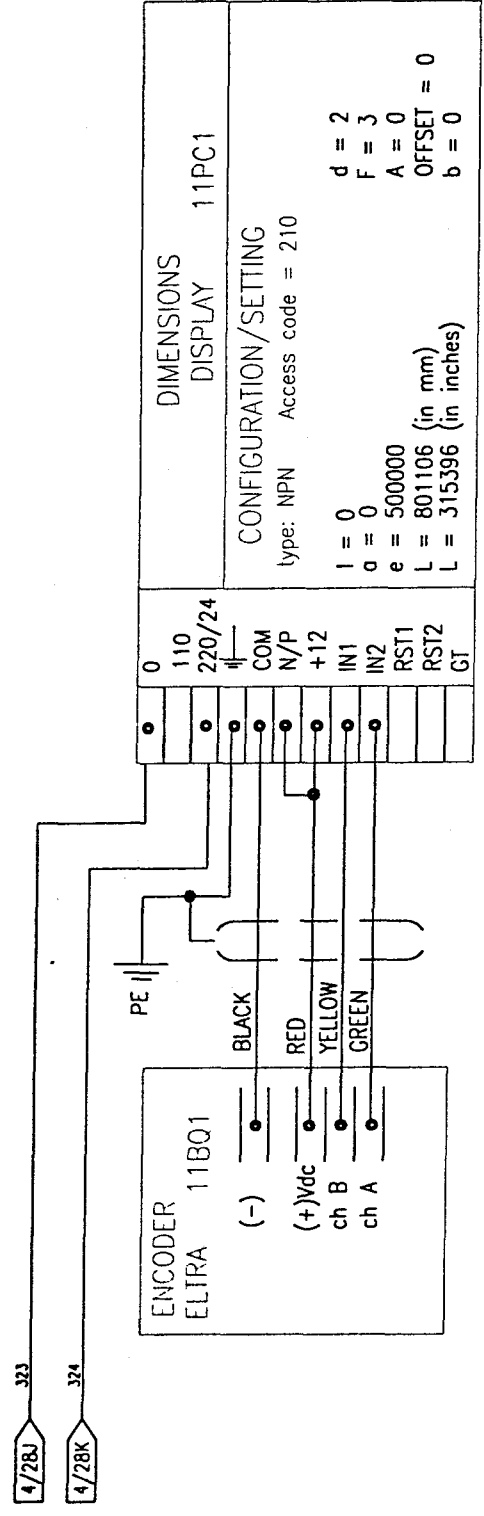 4/28J
323
4/28K
324
ENCODER
ELTRA 11BQ1
(-)
(+)Vdc
ch B
ch A
BLACK
RED
YELLOW
GREEN
PE
0
110
220/24
COM
N/P
+12
IN1
IN2
RST1
RST2
GT
DIMENSIONS
DISPLAY 11PC1
CONFIGURATION/SETTING
type: NPN Access code = 210
I = 0
a = 0
e = 500000
L = 801106 (in mm)
L = 315396 (in inches)
d = 2
F = 3
A = 0
OFFSET = 0
b = 0